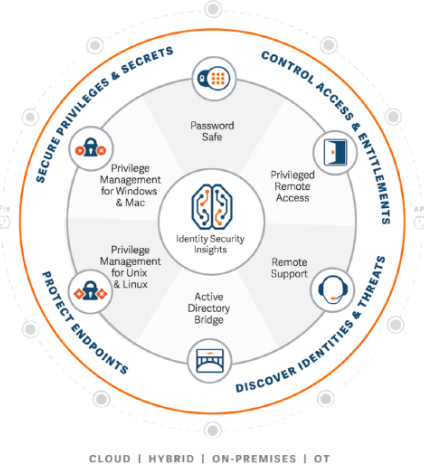 SECURE PRIVILEGES & SECRETS
CONTROL ACCESS & ENTITLEMENTS
Password
Safe
Privilege
Management
for Windows
& Mac
Privileged
Remote
Access
Identity Security
Insights
Privilege
Management
for Unix
& Linux
Remote
Support
Active
Directory
Bridge
PROTECT ENDPOINTS
DISCOVER IDENTITIES & THREATS
CLOUD | HYBRID | ON-PREMISES | OT